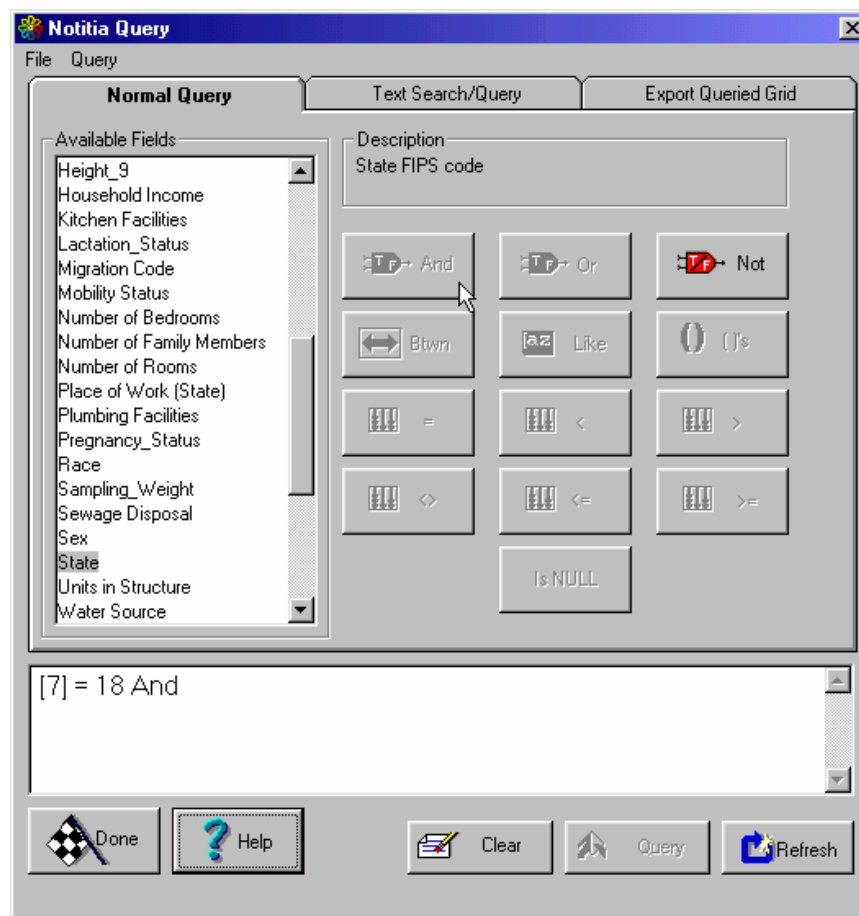 Notitia Query
File Query
Normal Query
Text Search/Query
Export Queried Grid
Available Fields
Height_9
Household Income
Kitchen Facilities
Lactation_Status
Migration Code
Mobility Status
Number of Bedrooms
Number of Family Members
Number of Rooms
Place of Work (State)
Plumbing Facilities
Pregnancy_Status
Race
Sampling_Weight
Sewage Disposal
Sex
State
Units in Structure
Water Source
Description
State FIPS code
T F And
T F Or
T/F Not
Btwn
az Like
() ()'s
=
<
>
<>
<=
>=
Is NULL
[7] = 18 And
Done
? Help
Clear
Query
Refresh